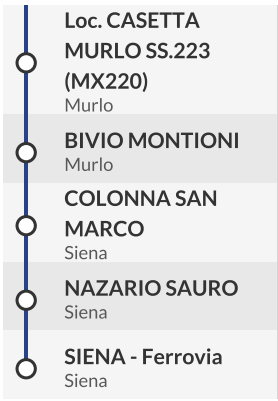 Loc. CASETTA
MURLO SS.223
(MX220)
Murlo
BIVIO MONTIONI
Murlo
COLONNA SAN
MARCO
Siena
NAZARIO SAURO
Siena
SIENA - Ferrovia
Siena